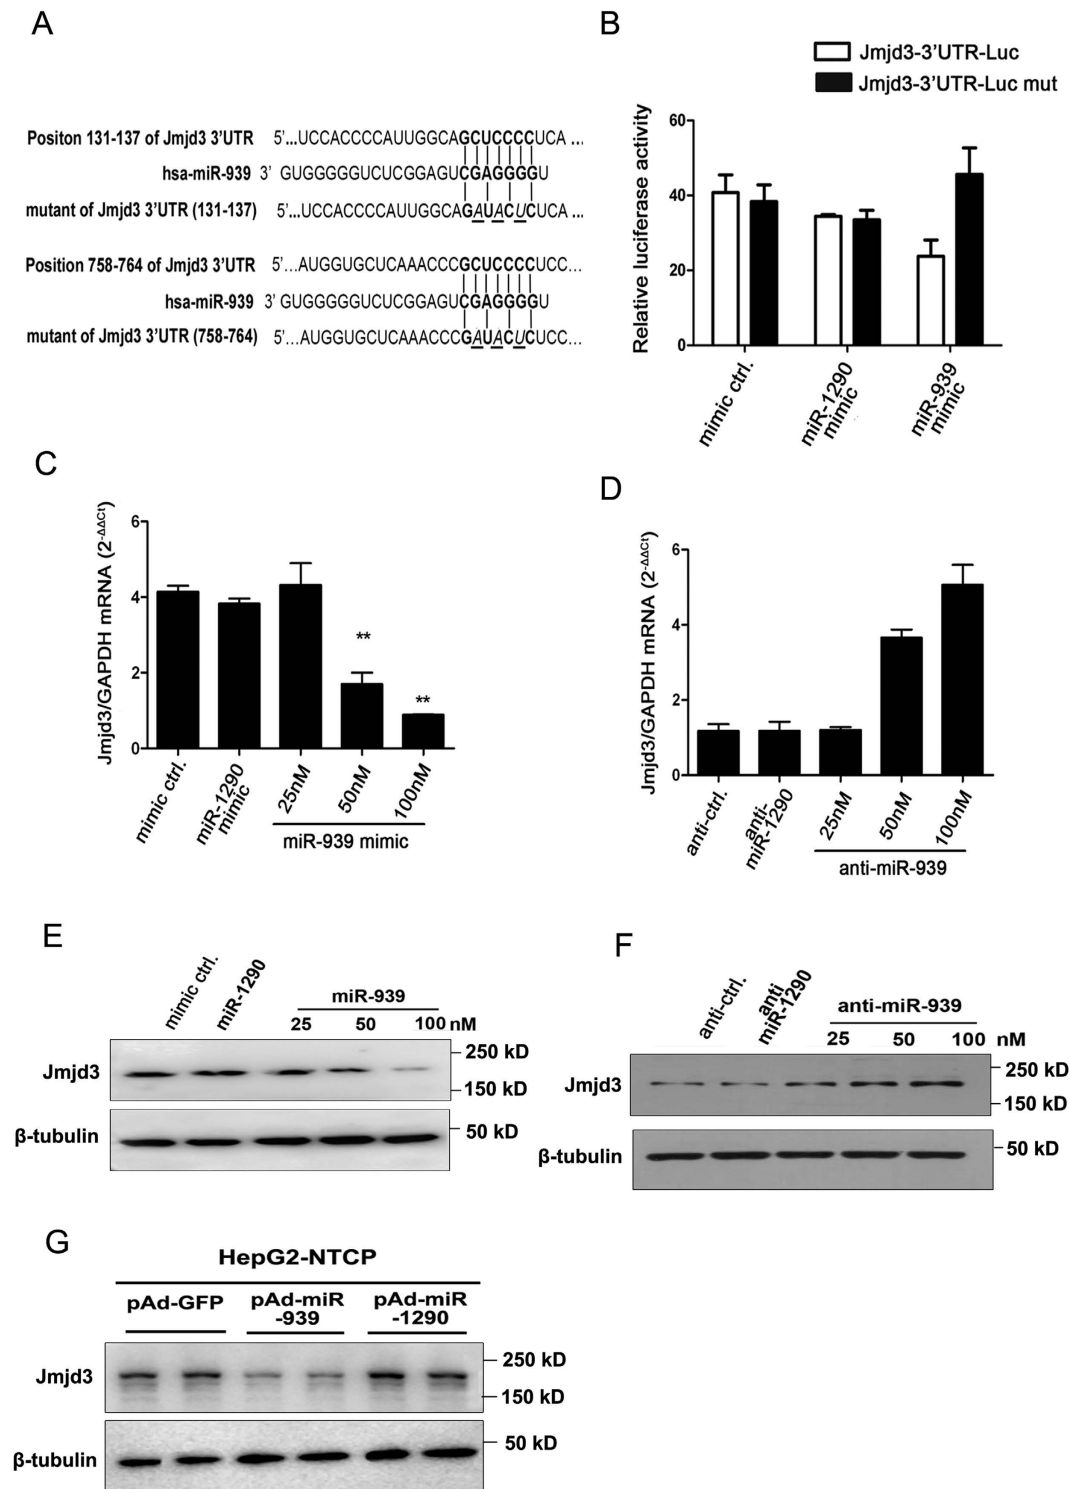 A
Positon 131-137 of Jmjd3 3'UTR 5'...UCCACCCCAUUGGCAGCUCCCCUCA ...
hsa-miR-939 3' GUGGGGGUCUCGGAGUCGAGGGGU
mutant of Jmjd3 3'UTR (131-137) 5'...UCCACCCCAUUGGCAGAUACUCUCA ...
Position 758-764 of Jmjd3 3'UTR 5'...AUGGUGCUCAAACCCGCUCCCCUCC...
hsa-miR-939 3' GUGGGGGUCUCGGAGUCGAGGGGU
mutant of Jmjd3 3'UTR (758-764) 5'...AUGGUGCUCAAACCCGAUACUCUCC...
B
Jmjd3-3'UTR-Luc
Jmjd3-3'UTR-Luc mut
Relative luciferase activity
60
40
20
0
mimic ctrl.
miR-1290
mimic
miR-939
mimic
C
Jmjd3/GAPDH mRNA (2-ΔΔCt)
6
4
2
0
**
**
mimic ctrl.
miR-1290
mimic
25nM
50nM
100nM
miR-939 mimic
D
Jmjd3/GAPDH mRNA (2-ΔΔCt)
6
4
2
0
anti-ctrl.
anti-
miR-1290
25nM
50nM
100nM
anti-miR-939
E
mimic ctrl.
miR-1290
miR-939
25 50 100 nM
Jmjd3
250 kD
150 kD
β-tubulin
50 kD
F
anti-ctrl.
anti
miR-1290
anti-miR-939
25 50 100 nM
Jmjd3
250 kD
150 kD
β-tubulin
50 kD
G
HepG2-NTCP
pAd-GFP
pAd-miR
-939
pAd-miR
-1290
Jmjd3
250 kD
150 kD
β-tubulin
50 kD